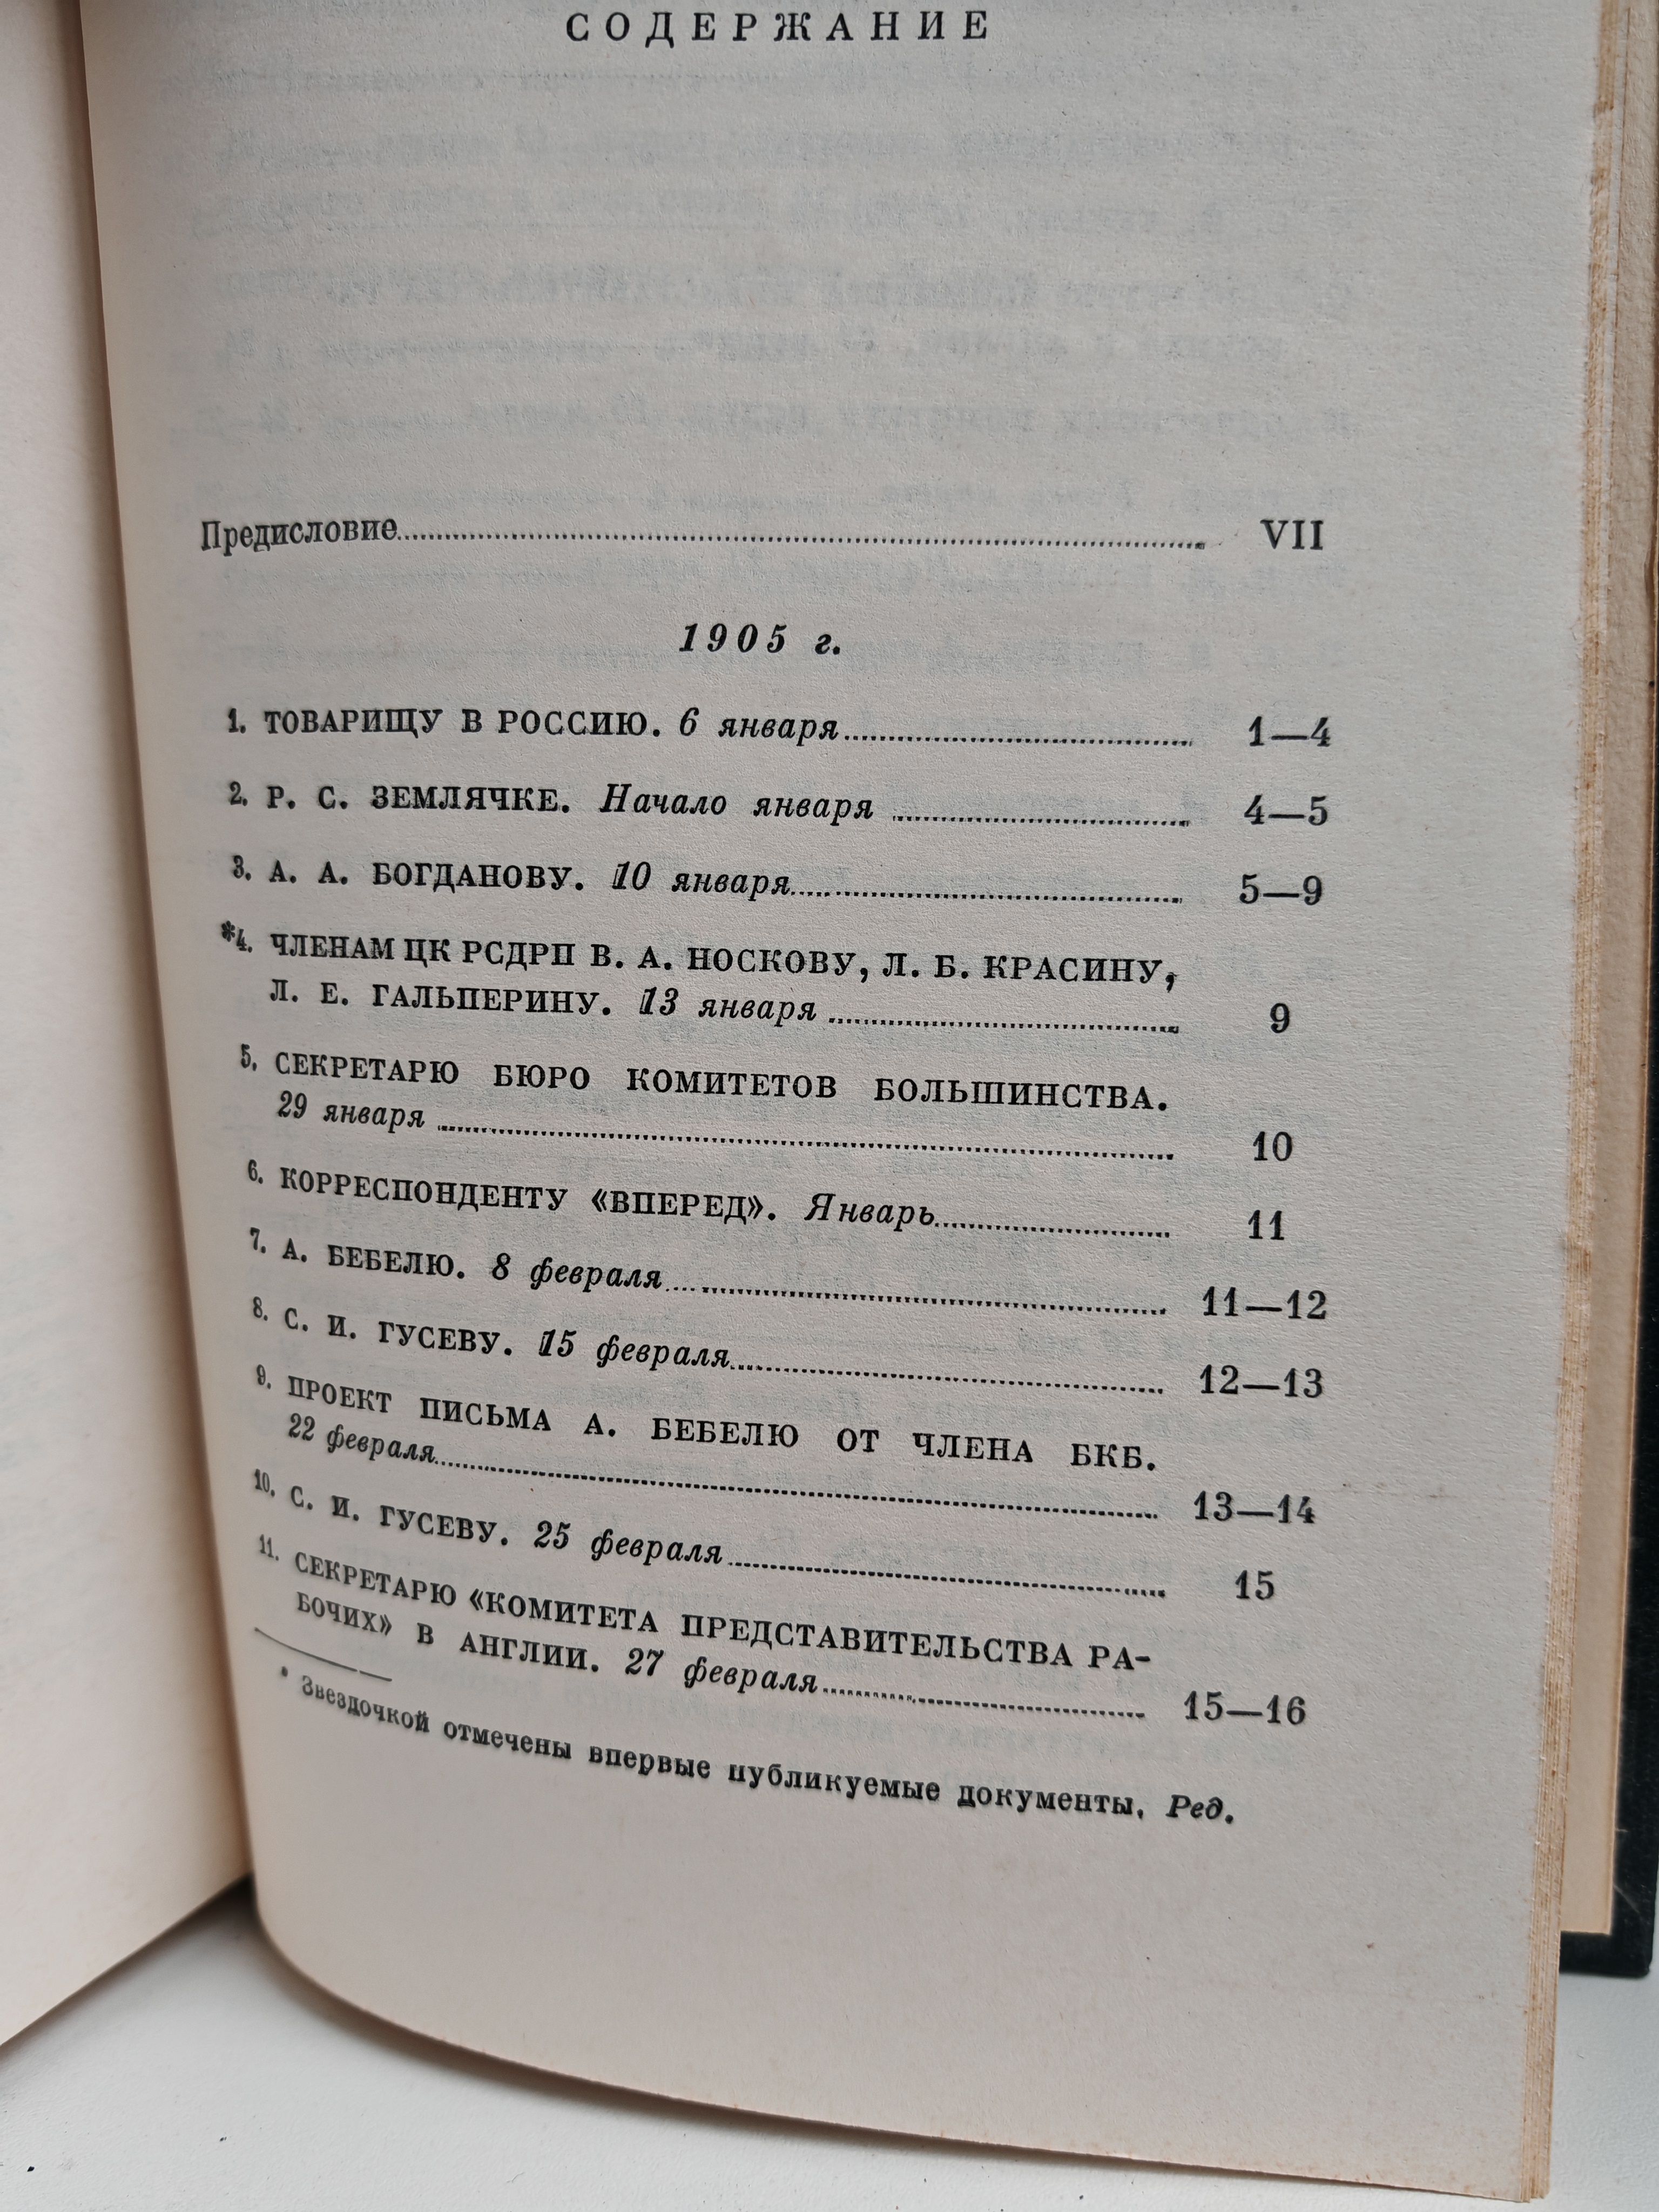 СОДЕРЖАНИЕ
Предисловие VII
1905 г.
1. ТОВАРИЩУ В РОССИЮ. 6 января 1—4
2. Р. С. ЗЕМЛЯЧКЕ. Начало января 4—5
3. А. А. БОГДАНОВУ. 10 января 5—9
*4. ЧЛЕНАМ ЦК РСДРП В. А. НОСКОВУ, Л. Б. КРАСИНУ,
Л. Е. ГАЛЬПЕРИНУ. 13 января 9
5. СЕКРЕТАРЮ БЮРО КОМИТЕТОВ БОЛЬШИНСТВА.
29 января 10
6. КОРРЕСПОНДЕНТУ «ВПЕРЕД». Январь 11
7. А. БЕБЕЛЮ. 8 февраля 11—12
8. С. И. ГУСЕВУ. 15 февраля 12—13
9. ПРОЕКТ ПИСЬМА А. БЕБЕЛЮ ОТ ЧЛЕНА БКБ.
22 февраля 13—14
10. С. И. ГУСЕВУ. 25 февраля 15
11. СЕКРЕТАРЮ «КОМИТЕТА ПРЕДСТАВИТЕЛЬСТВА РА-
БОЧИХ» В АНГЛИИ. 27 февраля 15—16
* Звездочкой отмечены впервые публикуемые документы. Ред.